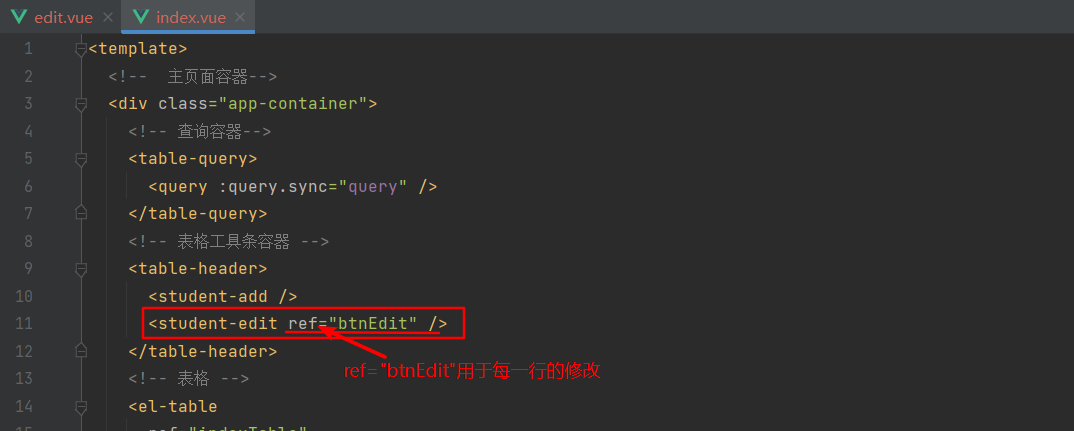 edit.vue × index.vue ×
1 <template>
2 <!--  主页面容器-->
3 <div class="app-container">
4 <!-- 查询容器-->
5 <table-query>
6 <query :query.sync="query" />
7 </table-query>
8 <!-- 表格工具条容器 -->
9 <table-header>
10 <student-add />
11 <student-edit ref="btnEdit" />
12 </table-header>
ref="btnEdit"用于每一行的修改
13 <!-- 表格 -->
14 <el-table
15 ref="indexTable"